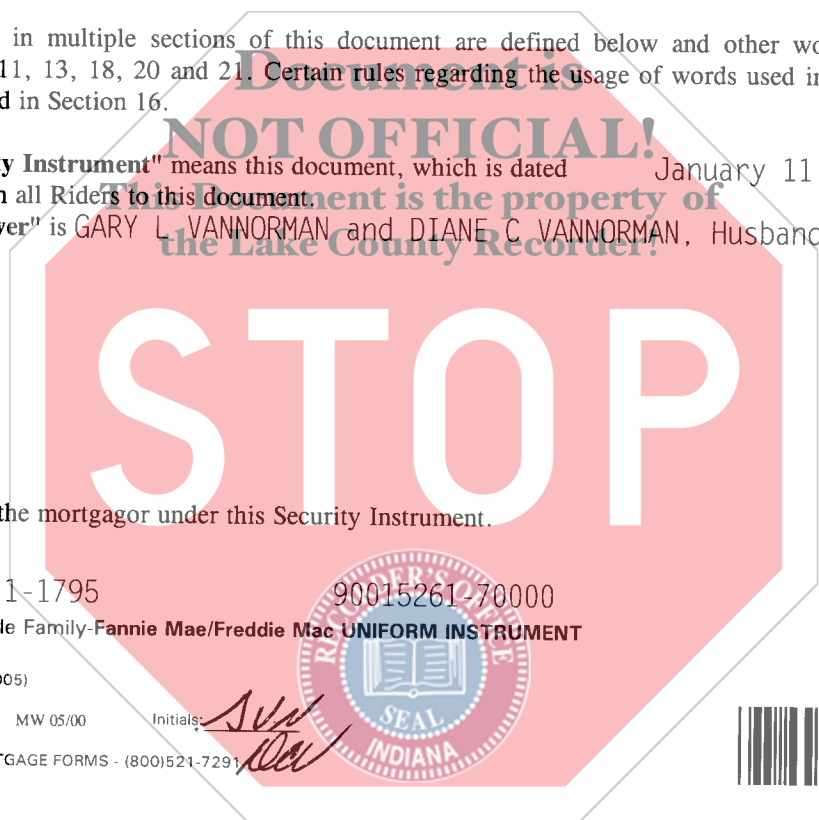 in multiple sections of this document are defined below and other wo
Document is
11, 13, 18, 20 and 21. Certain rules regarding the usage of words used in
d in Section 16.
NOT OFFICIAL!
y Instrument" means this document, which is dated January 11
all Riders to this document.
This Document is the property of
er" is GARY L VANNORMAN and DIANE C VANNORMAN, Husband
the Lake County Recorder!
STOP
the mortgagor under this Security Instrument.
1-1795 90015261-70000
le Family-Fannie Mae/Freddie Mac UNIFORM INSTRUMENT
RECORDER'S OFFICE
005)
MW 05/00 Initials:
SEAL
TGAGE FORMS - (800)521-7291
INDIANA